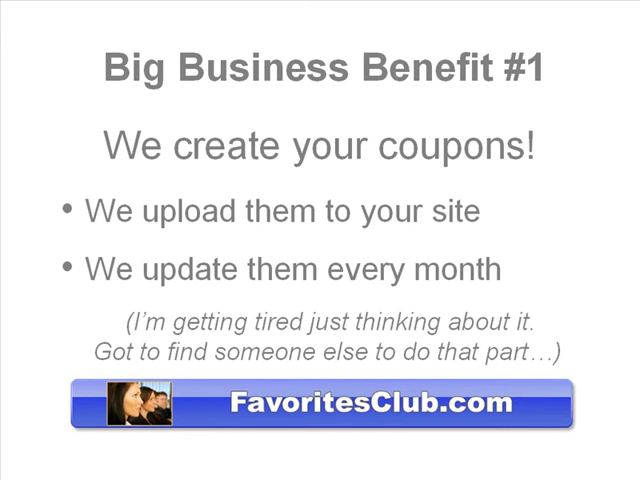 Big Business Benefit #1
We create your coupons!
• We upload them to your site
• We update them every month
(I'm getting tired just thinking about it.
Got to find someone else to do that part…)
FavoritesClub.com